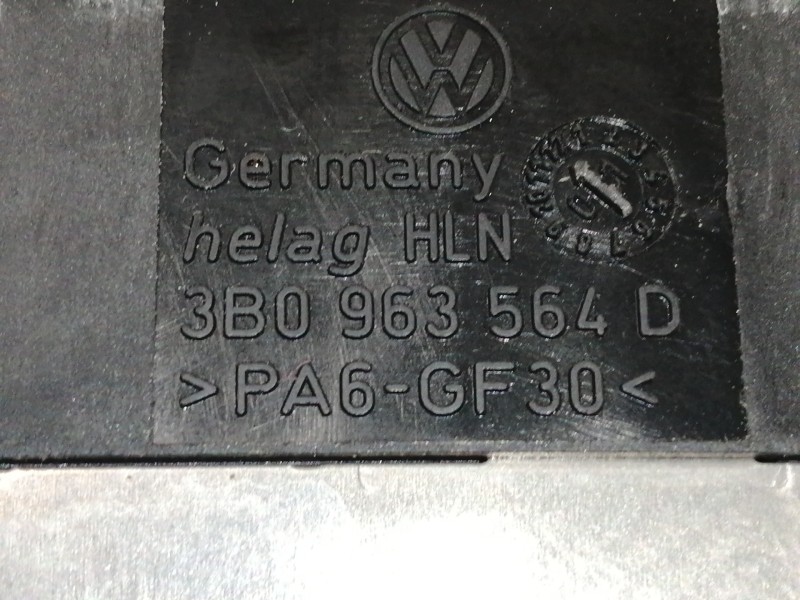 Germany
helag HLN
3B0 963 564 D
>PA6-GF30<